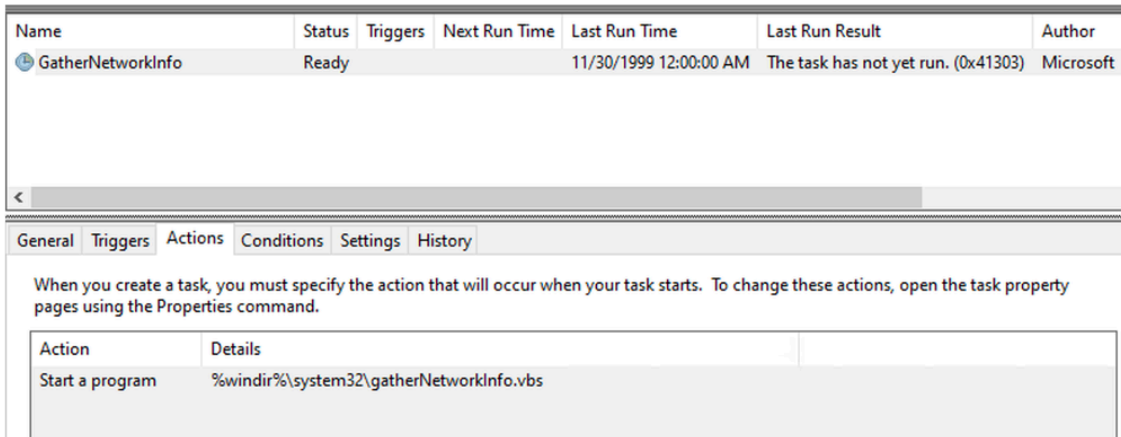 Name Status Triggers Next Run Time Last Run Time Last Run Result Author
GatherNetworkInfo Ready 11/30/1999 12:00:00 AM The task has not yet run. (0x41303) Microsoft
General Triggers Actions Conditions Settings History
When you create a task, you must specify the action that will occur when your task starts. To change these actions, open the task property
pages using the Properties command.
Action Details
Start a program %windir%\system32\gatherNetworkInfo.vbs